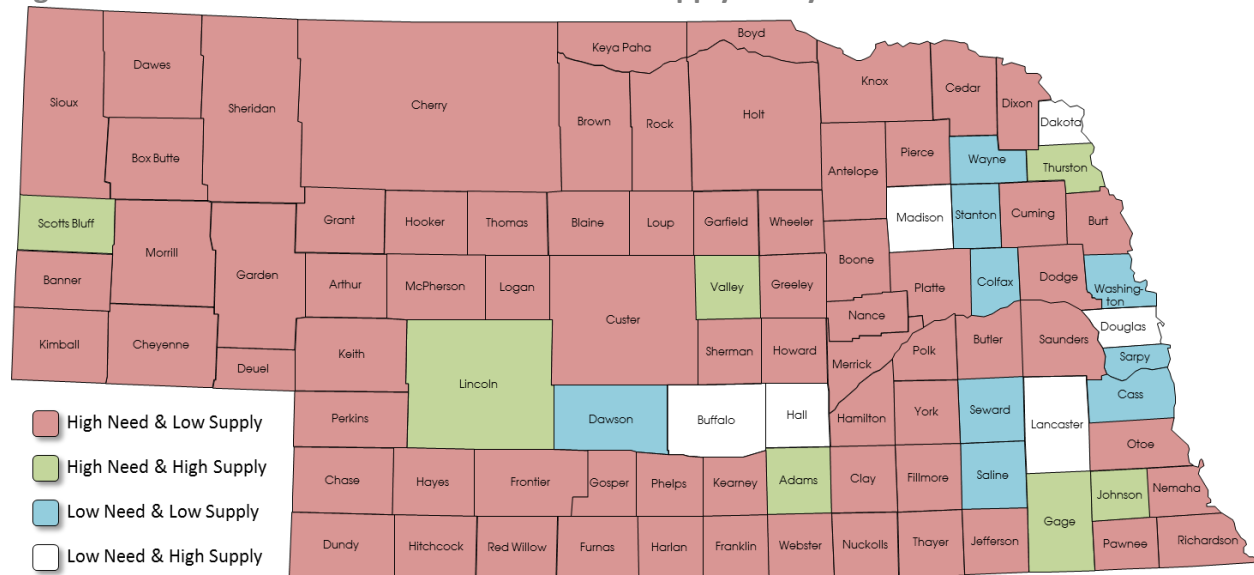 Boyd
Keya Paha
Dawes
Knox
Cedar
Sioux
Sheridan
Cherry
Dixon
Holt
Brown
Rock
Dakota
Box Butte
Pierce
Wayne
Thurston
Antelope
Scotts Bluff
Grant
Hooker
Thomas
Blaine
Loup
Garfield
Wheeler
Madison
Stanton
Cuming
Burt
Morrill
Boone
Banner
Garden
Arthur
McPherson
Logan
Valley
Greeley
Platte
Colfax
Dodge
Washing-
ton
Custer
Nance
Douglas
Kimball
Cheyenne
Keith
Sherman
Howard
Merrick
Polk
Butler
Saunders
Sarpy
Deuel
Lincoln
Cass
Perkins
Dawson
Buffalo
Hall
Hamilton
York
Seward
Lancaster
Otoe
High Need & Low Supply
High Need & High Supply
Low Need & Low Supply
Low Need & High Supply
Chase
Hayes
Frontier
Gosper
Phelps
Kearney
Adams
Clay
Fillmore
Saline
Johnson
Nemaha
Gage
Dundy
Hitchcock
Red Willow
Furnas
Harlan
Franklin
Webster
Nuckolls
Thayer
Jefferson
Pawnee
Richardson